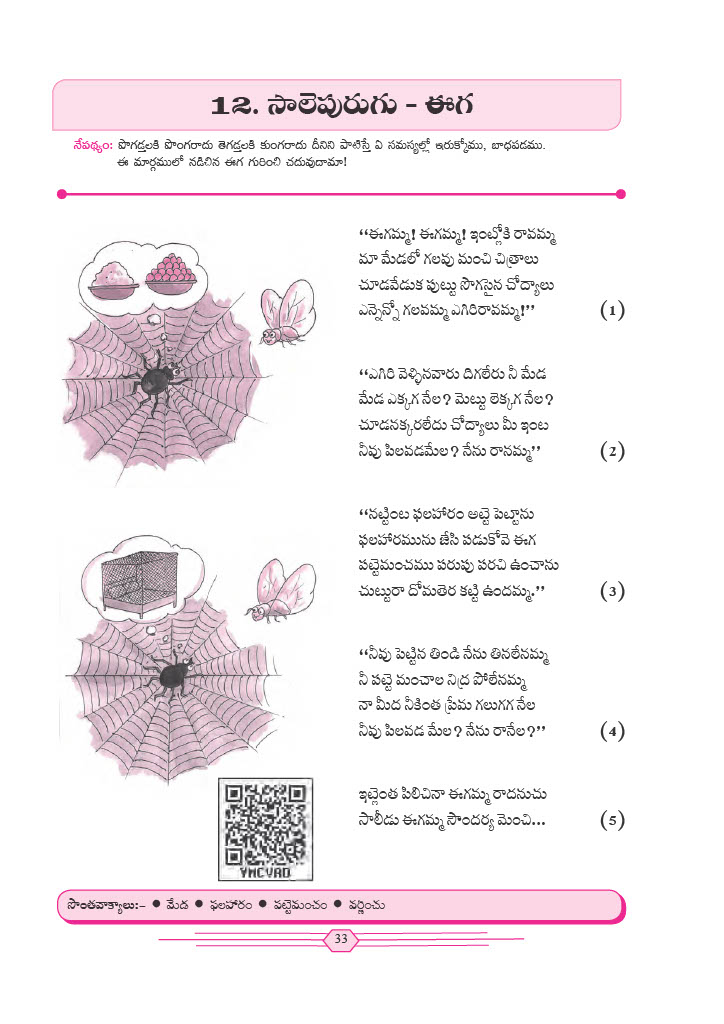 12. సాలెపురుగు - ఈగ
నేపథ్యం: పొగడ్తలకి పొంగరాదు తెగడ్తలకి కుంగరాదు దీనిని పాటిస్తే ఏ సమస్యల్లో ఇరుక్కోము, బాధపడము.
ఈ మార్గములో నడిచిన ఈగ గురించి చదువుదామా!
“ఈగమ్మ! ఈగమ్మ! ఇంట్లోకి రావమ్మ
మా మేడలో గలవు మంచి చిత్రాలు
చూడవేడుక పుట్టు సొగసైన చోద్యాలు
ఎన్నెన్నో గలవమ్మ ఎగిరిరావమ్మ!” (1)
“ఎగిరి వెళ్ళినవారు దిగలేరు నీ మేడ
మేడ ఎక్కగ నేల? మెట్టు లెక్కగ నేల?
చూడనక్కరలేదు చోద్యాలు మీ ఇంట
నీవు పిలవడమేల? నేను రానమ్మ” (2)
“నట్టింట ఫలహారం అట్టె పెట్టాను
ఫలహారమును జేసి పడుకోవె ఈగ
పట్టెమంచము పరుపు పరచి ఉంచాను
చుట్టురా దోమతెర కట్టి ఉందమ్మ.” (3)
“నీవు పెట్టిన తిండి నేను తినలేనమ్మ
నీ పట్టె మంచాల నిద్ర పోలేనమ్మ
నా మీద నీకింత ప్రేమ గలుగగ నేల
నీవు పిలవడ మేల? నేను రానేల?” (4)
ఇట్లెంత పిలిచినా ఈగమ్మ రాదనుచు
సాలీడు ఈగమ్మ సౌందర్య మెంచి... (5)
Y4CVAD
సొంతవాక్యాలు:- ● మేడ ● ఫలహారం ● పట్టెమంచం ● వర్ణించు
33